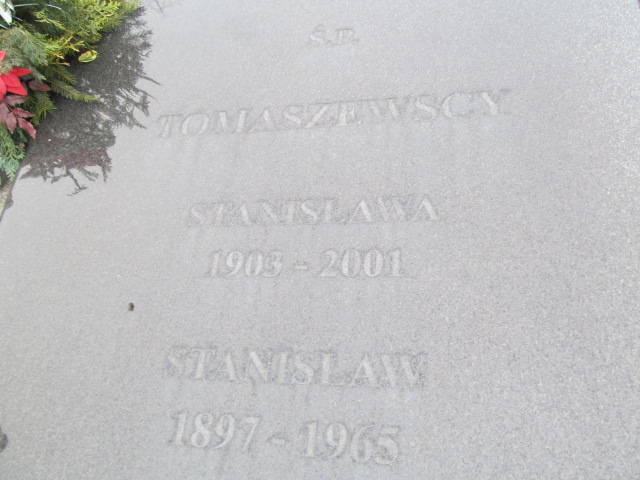 Ś.P.
TOMASZEWSCY
STANISŁAWA
1903 - 2001
STANISŁAW
1897 - 1965